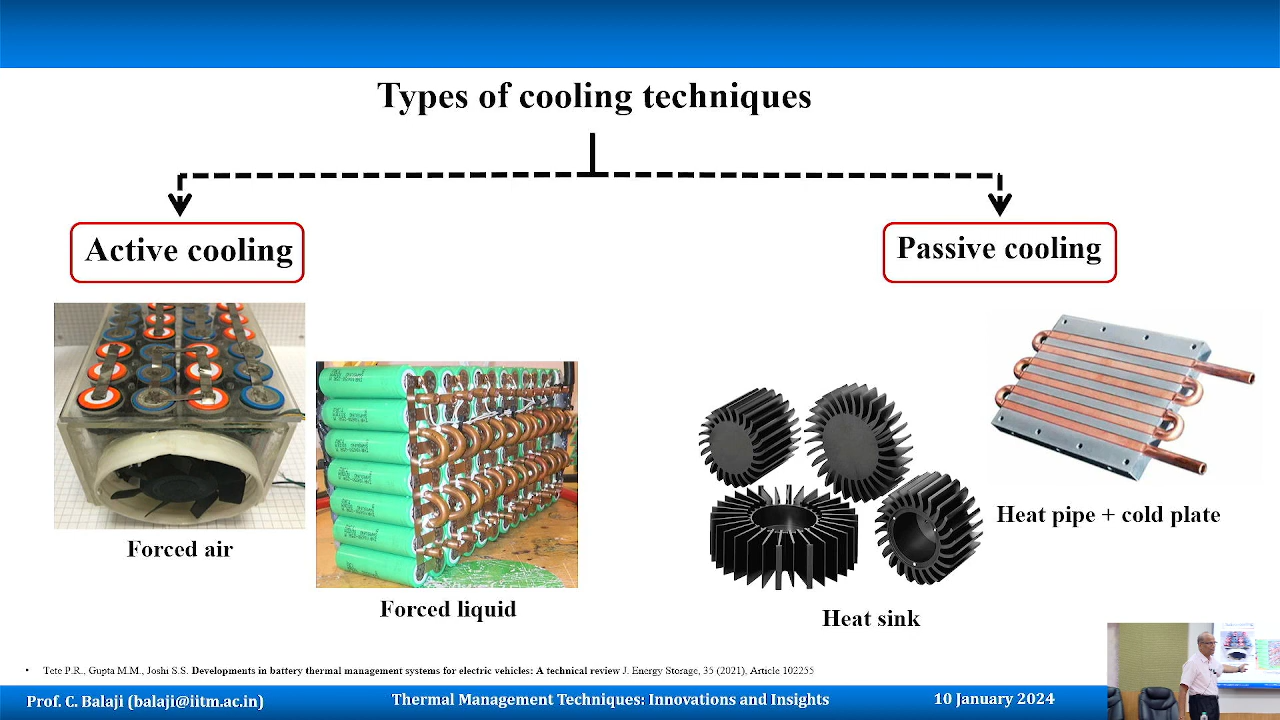 Types of cooling techniques
Active cooling
Passive cooling
Forced air
Forced liquid
Heat sink
Heat pipe + cold plate
• Tete P.R., Gupta M.M., Joshi S.S. Developments in battery thermal management systems for electric vehicles: A technical review J. Energy Storage, 35 (2021), Article 102255
Prof. C. Balaji (balaji@iitm.ac.in)
Thermal Management Techniques: Innovations and Insights
10 January 2024